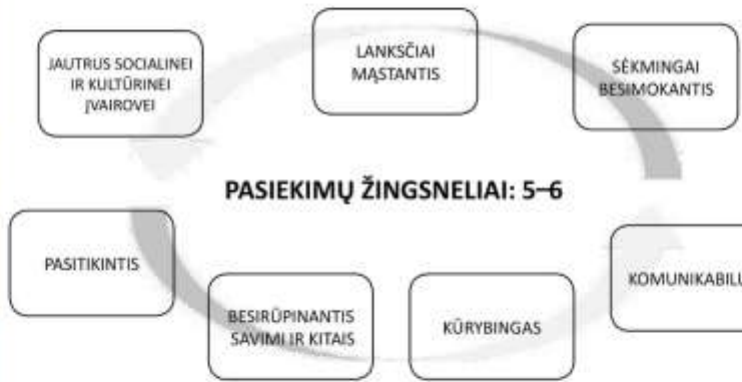 JAUTRUS SOCIALINEI
IR KULTŪRINEI
ĮVAIROVEI
LANKSČIAI
MĄSTANTIS
SĖKMINGAI
BESIMOKANTIS
PASIEKIMŲ ŽINGSNELIAI: 5–6
PASITIKINTIS
BESIRŪPINANTIS
SAVIMI IR KITAIS
KŪRYBINGAS